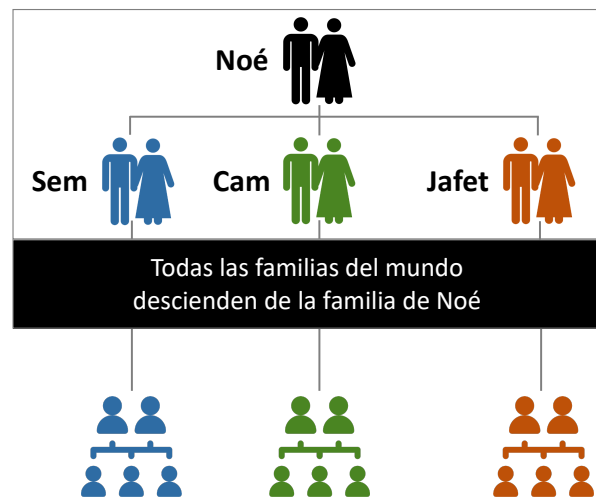 Noé
Sem
Cam
Jafet
Todas las familias del mundo
descienden de la familia de Noé